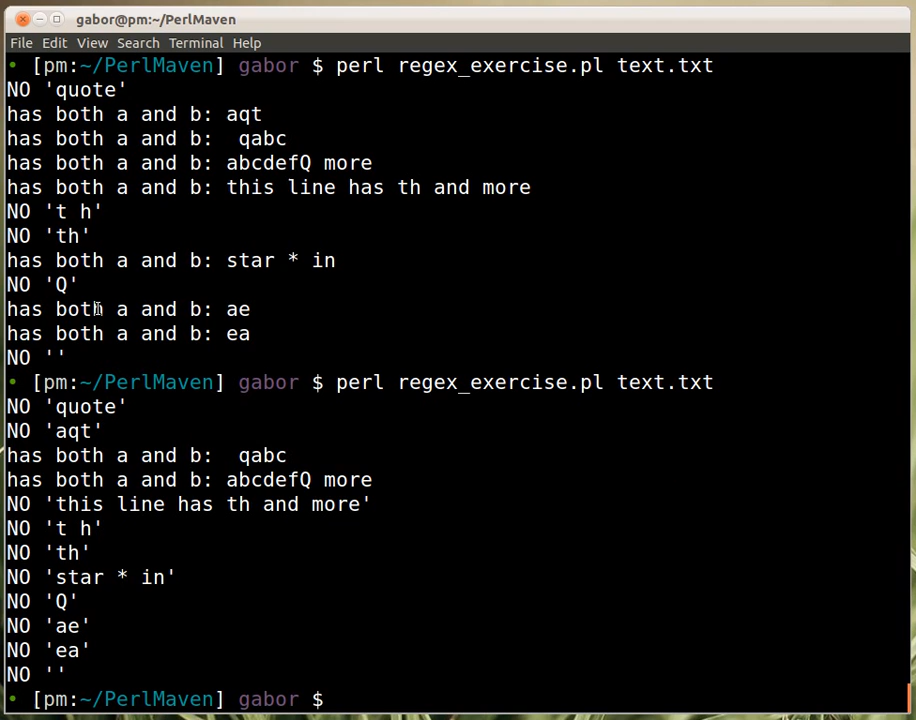 gabor@pm:~/PerlMaven
File Edit View Search Terminal Help
[pm:~/PerlMaven] gabor $ perl regex_exercise.pl text.txt
NO 'quote'
has both a and b: aqt
has both a and b:  qabc
has both a and b: abcdefQ more
has both a and b: this line has th and more
NO 't h'
NO 'th'
has both a and b: star * in
NO 'Q'
has both a and b: ae
has both a and b: ea
NO ''
[pm:~/PerlMaven] gabor $ perl regex_exercise.pl text.txt
NO 'quote'
NO 'aqt'
has both a and b:  qabc
has both a and b: abcdefQ more
NO 'this line has th and more'
NO 't h'
NO 'th'
NO 'star * in'
NO 'Q'
NO 'ae'
NO 'ea'
NO ''
[pm:~/PerlMaven] gabor $